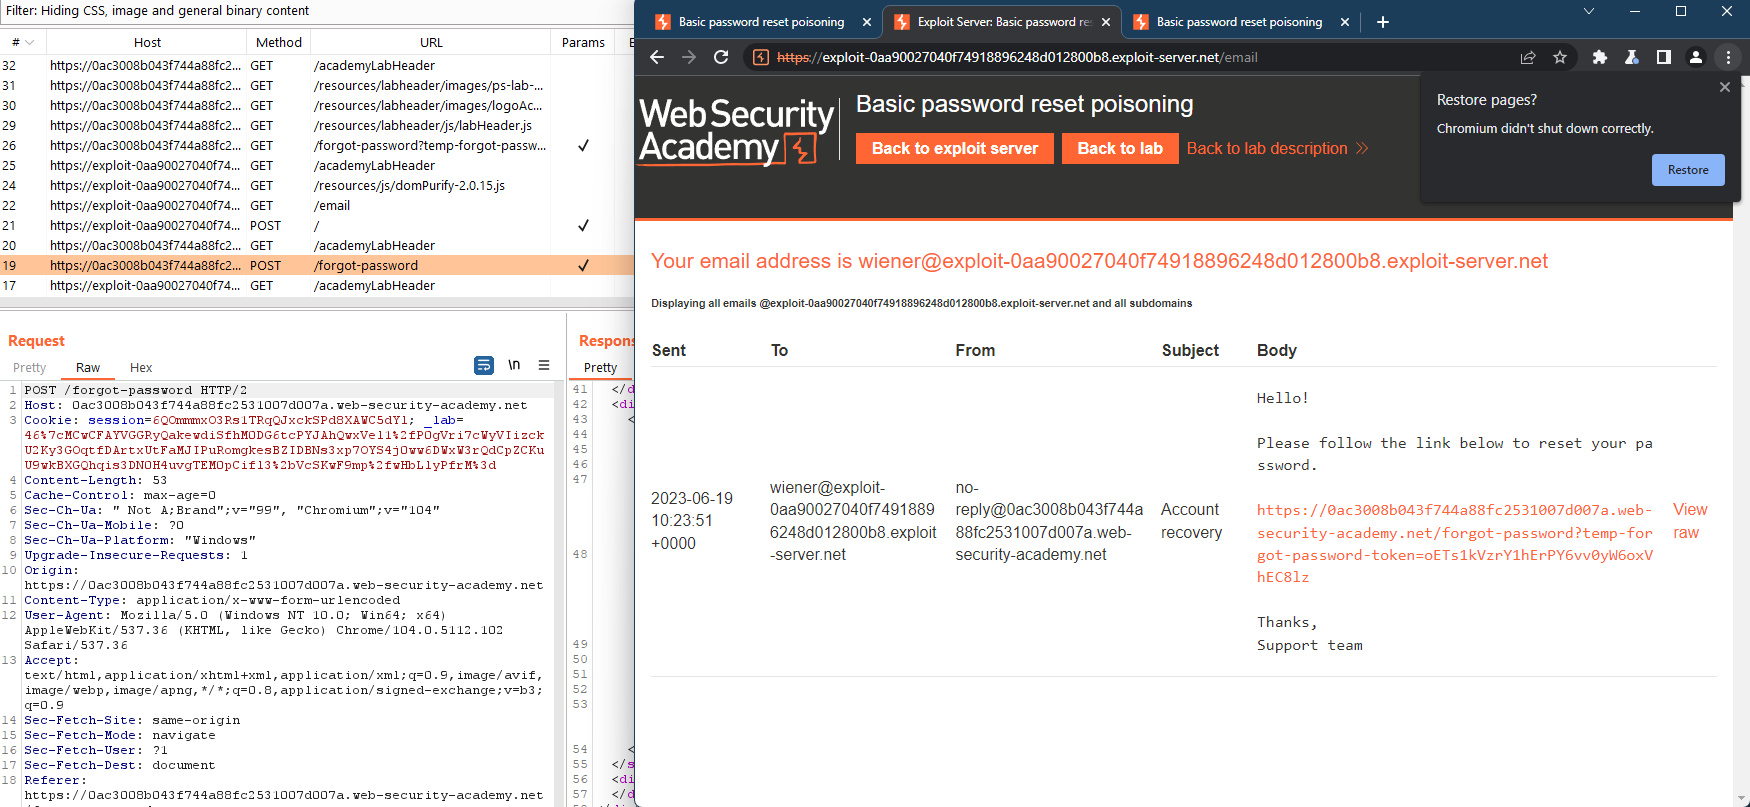 Filter: Hiding CSS, image and general binary content
# Host Method URL Params E
32 https://0ac3008b043f744a88fc2... GET /academyLabHeader
31 https://0ac3008b043f744a88fc2... GET /resources/labheader/images/ps-lab-...
30 https://0ac3008b043f744a88fc2... GET /resources/labheader/images/logoAc...
29 https://0ac3008b043f744a88fc2... GET /resources/labheader/js/labHeader.js
26 https://0ac3008b043f744a88fc2... GET /forgot-password?temp-forgot-passw... ✓
25 https://exploit-0aa90027040f74... GET /academyLabHeader
24 https://exploit-0aa90027040f74... GET /resources/js/domPurify-2.0.15.js
22 https://exploit-0aa90027040f74... GET /email
21 https://exploit-0aa90027040f74... POST / ✓
20 https://0ac3008b043f744a88fc2... GET /academyLabHeader
19 https://0ac3008b043f744a88fc2... POST /forgot-password ✓
17 https://exploit-0aa90027040f74... GET /academyLabHeader
Request
Pretty Raw Hex \n
1 POST /forgot-password HTTP/2
2 Host: 0ac3008b043f744a88fc2531007d007a.web-security-academy.net
3 Cookie: session=6QOmmmxO3Rs1TRqQJxckSPd8XAWC5dYl; _lab=
46%7cMCwCFAYVGGRyQakewdiSfhMODG6tcPYJAhQwxVel1%2fP0gVri7cWyVIizck
U2Ky3GOqtfDArtxUtFaMJIPuRomgkesBZIDBNs3xp7OYS4j0ww6DWxW3rQdCpZCKu
U9wkBXGQhqis3DNOH4uvgTEMOpCifl3%2bVcSKwF9mp%2fwHbLlyPfrM%3d
4 Content-Length: 53
5 Cache-Control: max-age=0
6 Sec-Ch-Ua: " Not A;Brand";v="99", "Chromium";v="104"
7 Sec-Ch-Ua-Mobile: ?0
8 Sec-Ch-Ua-Platform: "Windows"
9 Upgrade-Insecure-Requests: 1
10 Origin:
https://0ac3008b043f744a88fc2531007d007a.web-security-academy.net
11 Content-Type: application/x-www-form-urlencoded
12 User-Agent: Mozilla/5.0 (Windows NT 10.0; Win64; x64)
AppleWebKit/537.36 (KHTML, like Gecko) Chrome/104.0.5112.102
Safari/537.36
13 Accept:
text/html,application/xhtml+xml,application/xml;q=0.9,image/avif,
image/webp,image/apng,*/*;q=0.8,application/signed-exchange;v=b3;
q=0.9
14 Sec-Fetch-Site: same-origin
15 Sec-Fetch-Mode: navigate
16 Sec-Fetch-User: ?1
17 Sec-Fetch-Dest: document
18 Referer:
https://0ac3008b043f744a88fc2531007d007a.web-security-academy.net
Respon
Pretty
41 </d
42 <di
43 <
44
45
46
47
48
49
50
51
52
53
54 <
55 </s
56 <di
57 </d
Basic password reset poisoning
Exploit Server: Basic password re
Basic password reset poisoning
https://exploit-0aa90027040f74918896248d012800b8.exploit-server.net/email
Web Security
Academy
Basic password reset poisoning
Back to exploit server Back to lab Back to lab description
Restore pages?
Chromium didn't shut down correctly.
Restore
Your email address is wiener@exploit-0aa90027040f74918896248d012800b8.exploit-server.net
Displaying all emails @exploit-0aa90027040f74918896248d012800b8.exploit-server.net and all subdomains
Sent To From Subject Body
2023-06-19
10:23:51
+0000
wiener@exploit-
0aa90027040f7491889
6248d012800b8.exploit
-server.net
no-
reply@0ac3008b043f744a
88fc2531007d007a.web-
security-academy.net
Account
recovery
Hello!
Please follow the link below to reset your pa
ssword.
https://0ac3008b043f744a88fc2531007d007a.web-
security-academy.net/forgot-password?temp-for
got-password-token=oETs1kVzrY1hErPY6vv0yW6oxV
hEC8lz
Thanks,
Support team
View
raw